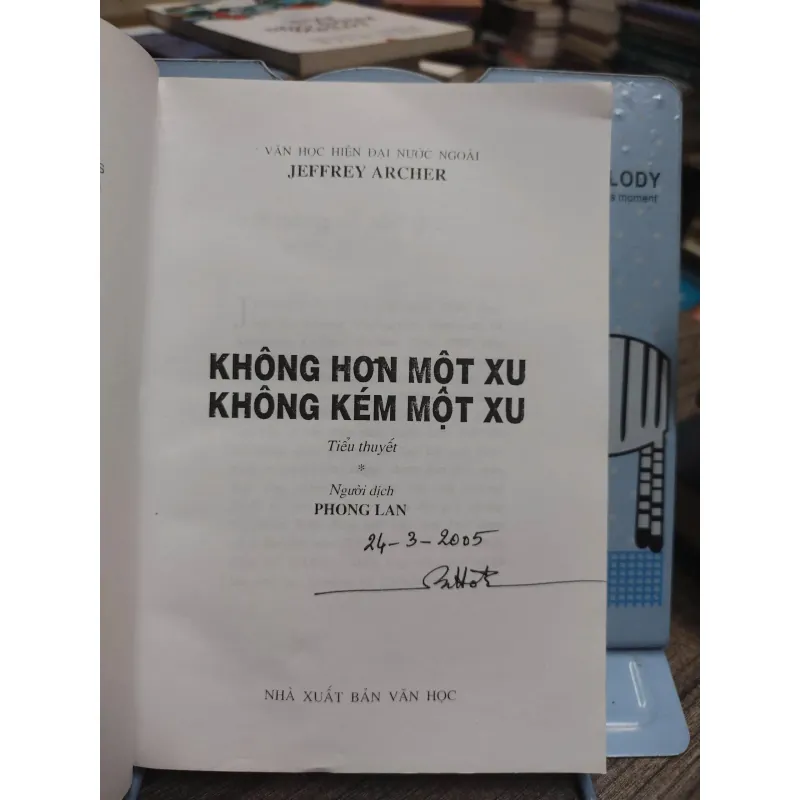 VĂN HỌC HIỆN ĐẠI NƯỚC NGOÀI
JEFFREY ARCHER
KHÔNG HƠN MỘT XU
KHÔNG KÉM MỘT XU
Tiểu thuyết
*
Người dịch
PHONG LAN
24-3-2005
NHÀ XUẤT BẢN VĂN HỌC
LODY
moment